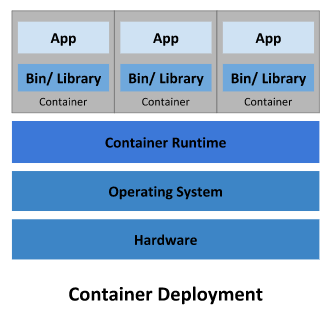 App App App
Bin/ Library Bin/ Library Bin/ Library
Container Container Container
Container Runtime
Operating System
Hardware
Container Deployment